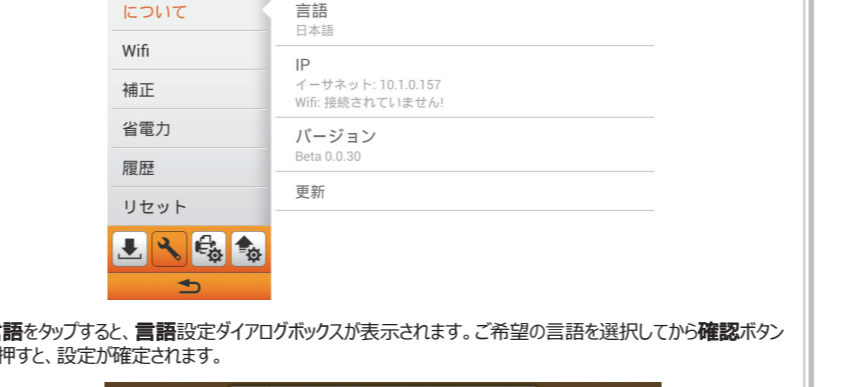 について
Wifi
補正
省電力
履歴
リセット
言語
日本語
IP
イーサネット: 10.1.0.157
Wifi: 接続されていません!
バージョン
Beta 0.0.30
更新
語をタップすると、言語設定ダイアログボックスが表示されます。ご希望の言語を選択してから確認ボタン
押すと、設定が確定されます。